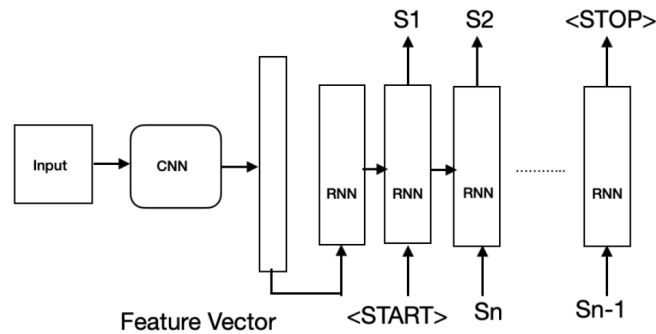 S1 S2 <STOP>
Input CNN RNN RNN RNN ............ RNN
Feature Vector <START> Sn Sn-1